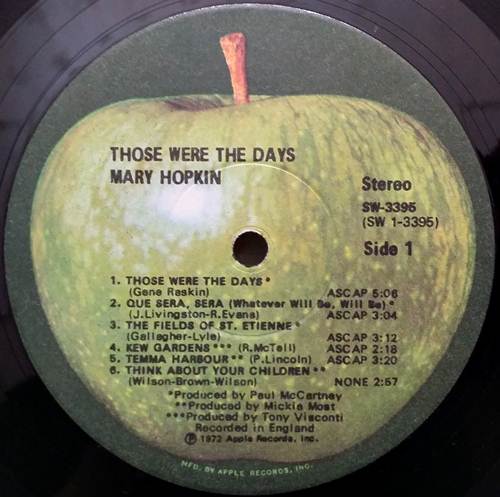 THOSE WERE THE DAYS
MARY HOPKIN
Stereo
SW-3395
(SW 1-3395)
Side 1
1. THOSE WERE THE DAYS*
(Gene Raskin) ASCAP 5:06
2. QUE SERA, SERA (Whatever Will Be, Will Be)*
(J.Livingston-R.Evans) ASCAP 3:04
3. THE FIELDS OF ST. ETIENNE*
(Gallagher-Lyle) ASCAP 3:12
4. KEW GARDENS*** (R.McTell) ASCAP 2:18
5. TEMMA HARBOUR** (P.Lincoln) ASCAP 3:20
6. THINK ABOUT YOUR CHILDREN**
(Wilson-Brown-Wilson) NONE 2:57
*Produced by Paul McCartney
**Produced by Mickie Most
***Produced by Tony Visconti
Recorded in England
℗ 1972 Apple Records, Inc.
MFD. BY APPLE RECORDS, INC.